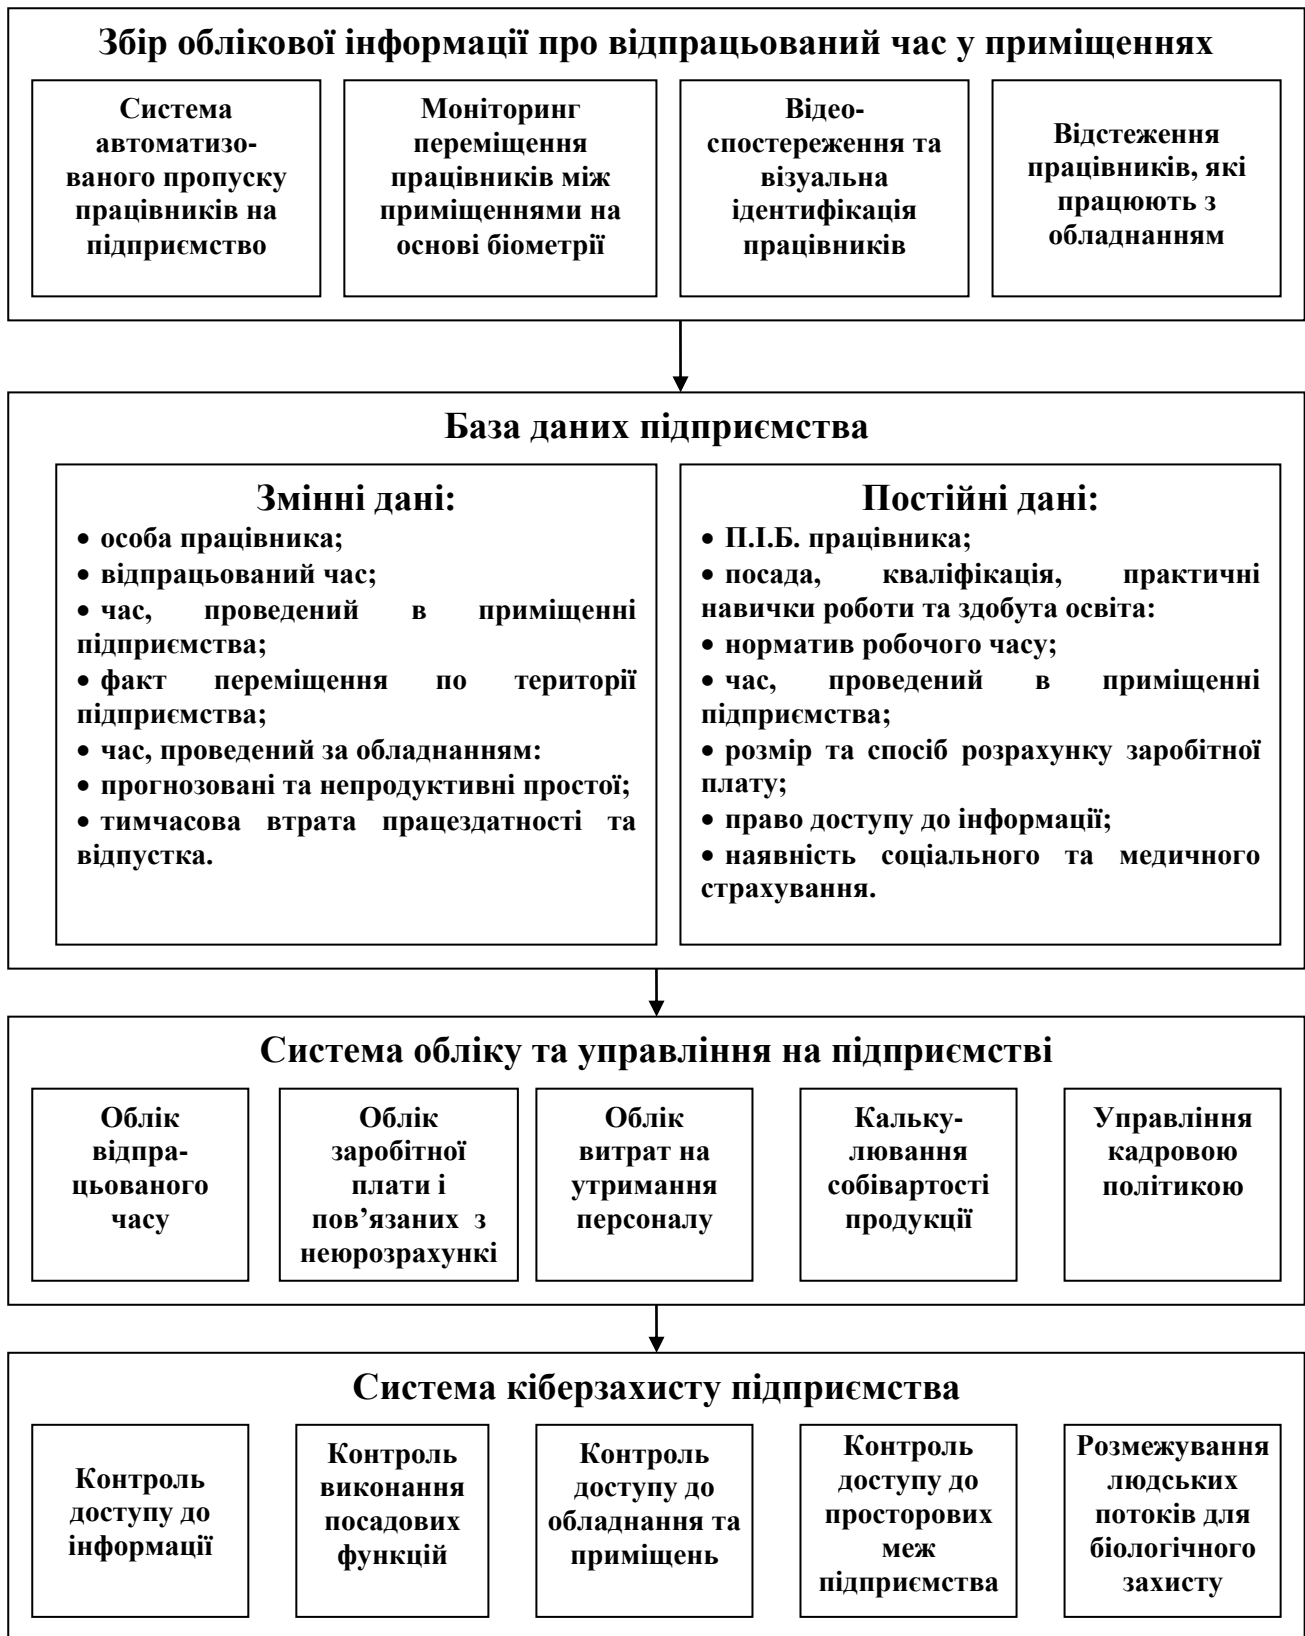 Збір облікової інформації про відпрацьований час у приміщеннях
Система
автоматизо-
ваного пропуску
працівників на
підприємство
Моніторинг
переміщення
працівників між
приміщеннями на
основі біометрії
Відео-
спостереження та
візуальна
ідентифікація
працівників
Відстеження
працівників, які
працюють з
обладнанням
База даних підприємства
Змінні дані:
• особа працівника;
• відпрацьований час;
• час, проведений в приміщенні
підприємства;
• факт переміщення по території
підприємства;
• час, проведений за обладнанням:
• прогнозовані та непродуктивні простої;
• тимчасова втрата працездатності та
відпустка.
Постійні дані:
• П.І.Б. працівника;
• посада, кваліфікація, практичні
навички роботи та здобута освіта:
• норматив робочого часу;
• час, проведений в приміщенні
підприємства;
• розмір та спосіб розрахунку заробітної
плату;
• право доступу до інформації;
• наявність соціального та медичного
страхування.
Система обліку та управління на підприємстві
Облік
відпра-
цьованого
часу
Облік
заробітної
плати і
пов’язаних з
неюрозрахункі
Облік
витрат на
утримання
персоналу
Кальку-
лювання
собівартості
продукції
Управління
кадровою
політикою
Система кіберзахисту підприємства
Контроль
доступу до
інформації
Контроль
виконання
посадових
функцій
Контроль
доступу до
обладнання та
приміщень
Контроль
доступу до
просторових
меж
підприємства
Розмежування
людських
потоків для
біологічного
захисту